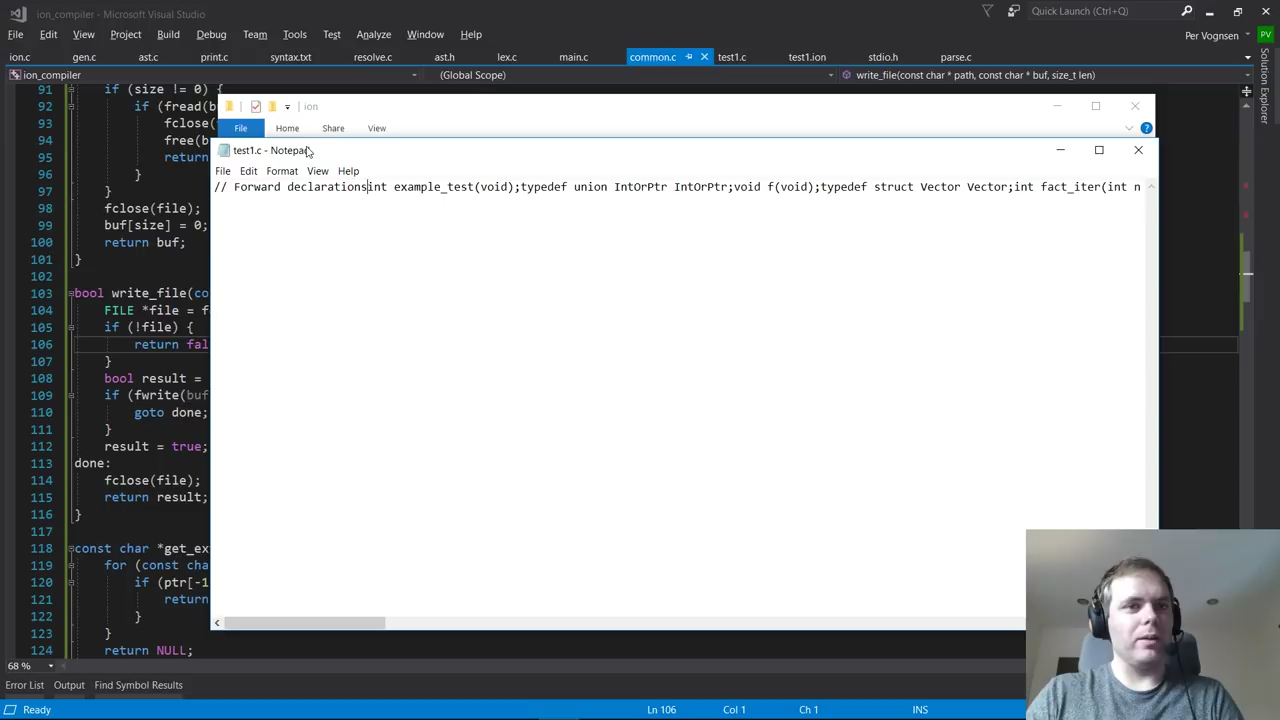 ion_compiler - Microsoft Visual Studio
Quick Launch (Ctrl+Q)
File Edit View Project Build Debug Team Tools Test Analyze Window Help
Per Vognsen PV
ion.c gen.c ast.c print.c syntax.txt resolve.c ast.h lex.c main.c common.c test1.c test1.ion stdio.h parse.c
Solution Explorer
ion_compiler (Global Scope) write_file(const char * path, const char * buf, size_t len)
91 if (size != 0) {
92 if (fread(b
93 fclose(
94 free(b
95 return
96 }
97 }
98 fclose(file);
99 buf[size] = 0;
100 return buf;
101 }
102
103 bool write_file(co
104 FILE *file = f
105 if (!file) {
106 return fal
107 }
108 bool result =
109 if (fwrite(buf
110 goto done;
111 }
112 result = true;
113 done:
114 fclose(file);
115 return result;
116 }
117
118 const char *get_ex
119 for (const cha
120 if (ptr[-1
121 return
122 }
123 }
124 return NULL;
ion
File Home Share View
test1.c - Notepad
File Edit Format View Help
// Forward declarationsint example_test(void);typedef union IntOrPtr IntOrPtr;void f(void);typedef struct Vector Vector;int fact_iter(int n
68 %
Error List Output Find Symbol Results
Ready Ln 106 Col 1 Ch 1 INS